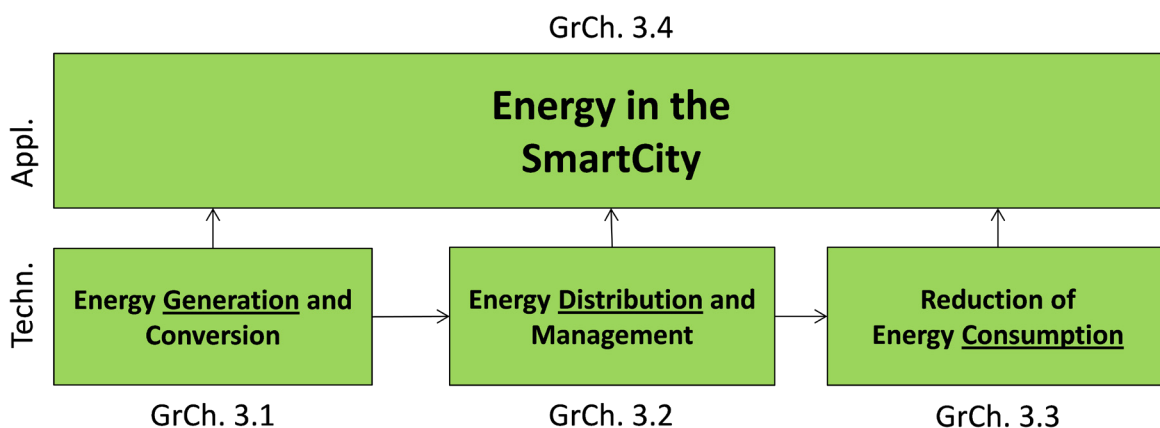 GrCh. 3.4
Appl.
Energy in the
SmartCity
Techn.
Energy Generation and
Conversion
Energy Distribution and
Management
Reduction of
Energy Consumption
GrCh. 3.1
GrCh. 3.2
GrCh. 3.3